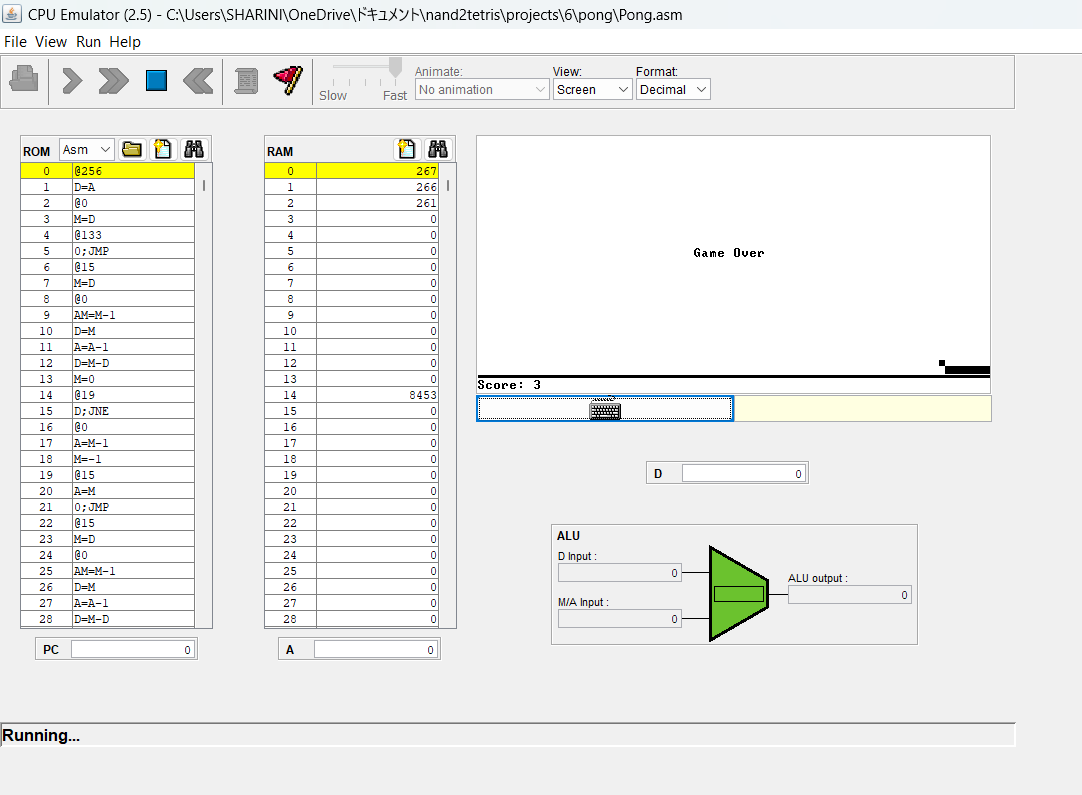 CPU Emulator (2.5) - C:\Users\SHARINI\OneDrive\ドキュメント\nand2tetris\projects\6\pong\Pong.asm
File View Run Help
Slow Fast
Animate:
No animation
View:
Screen
Format:
Decimal
ROM Asm
0 @256
1 D=A
2 @0
3 M=D
4 @133
5 0;JMP
6 @15
7 M=D
8 @0
9 AM=M-1
10 D=M
11 A=A-1
12 D=M-D
13 M=0
14 @19
15 D;JNE
16 @0
17 A=M-1
18 M=-1
19 @15
20 A=M
21 0;JMP
22 @15
23 M=D
24 @0
25 AM=M-1
26 D=M
27 A=A-1
28 D=M-D
PC 0
RAM
0 267
1 266
2 261
3 0
4 0
5 0
6 0
7 0
8 0
9 0
10 0
11 0
12 0
13 0
14 8453
15 0
16 0
17 0
18 0
19 0
20 0
21 0
22 0
23 0
24 0
25 0
26 0
27 0
28 0
A 0
Game Over
Score: 3
D 0
ALU
D Input :
0
M/A Input :
0
ALU output :
0
Running...